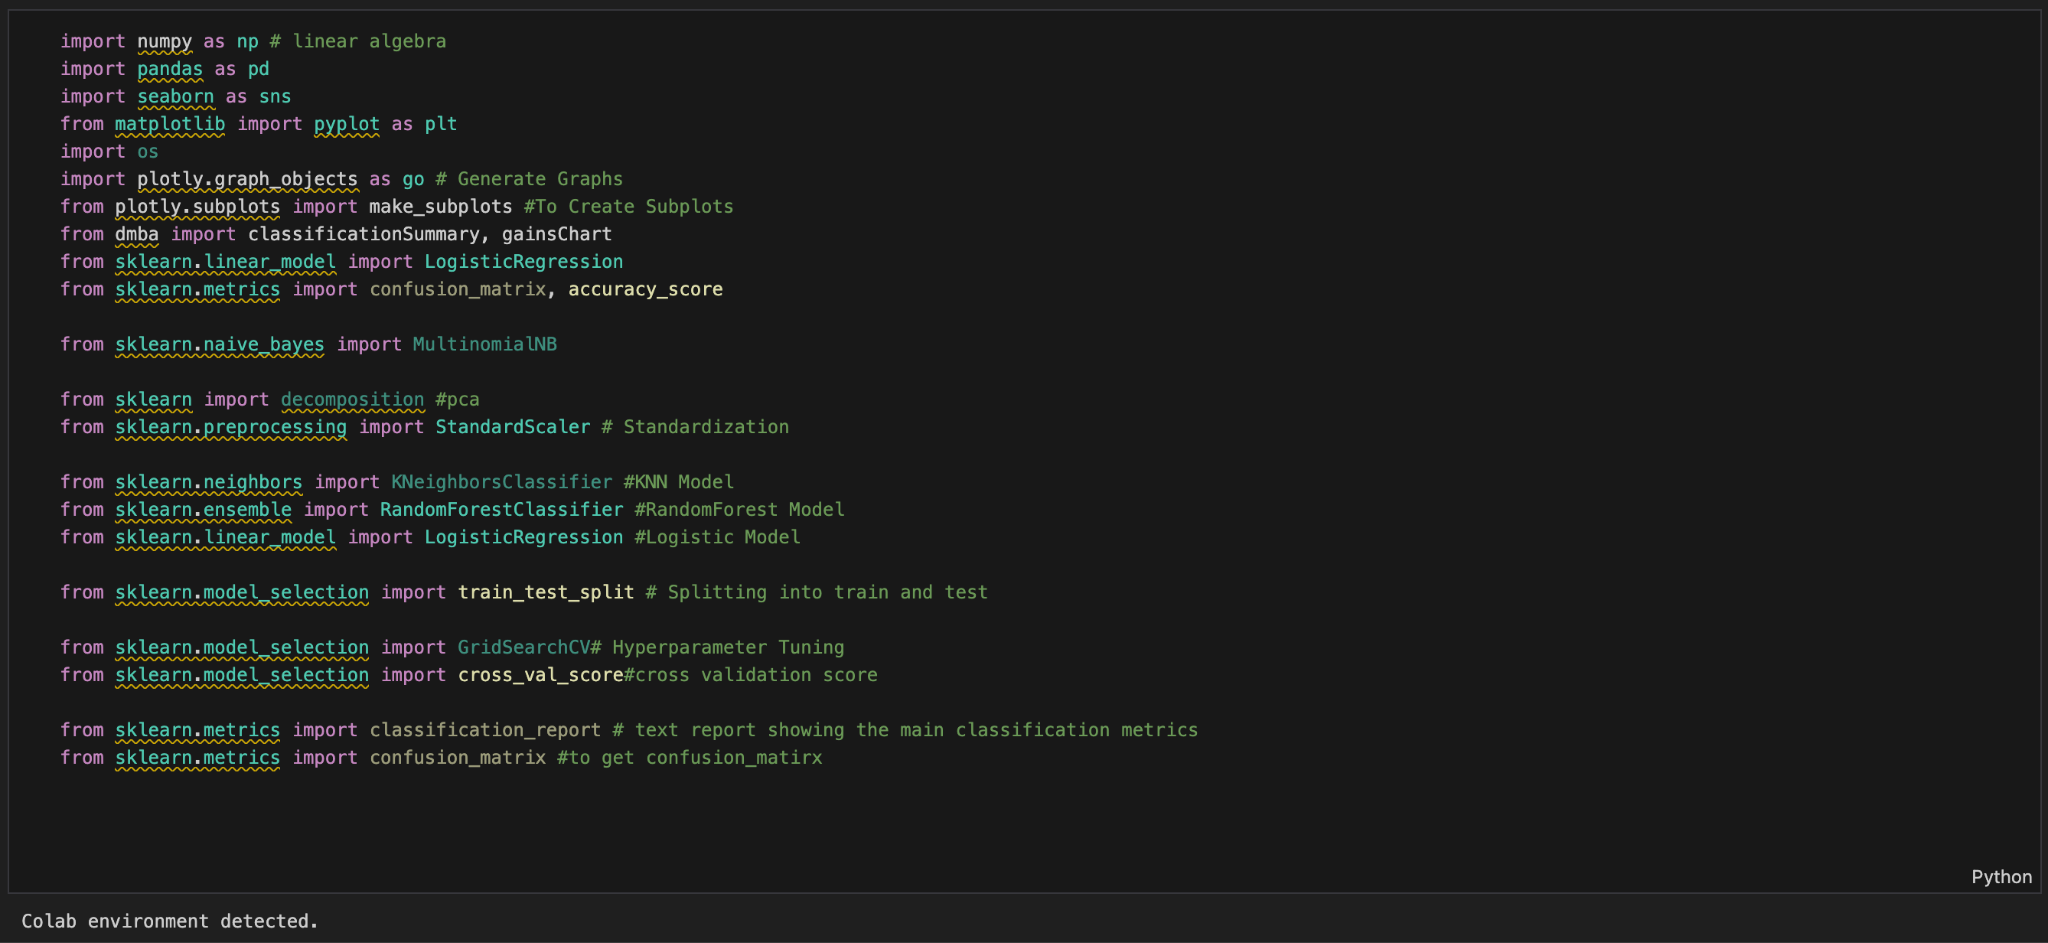 import numpy as np # linear algebra
import pandas as pd
import seaborn as sns
from matplotlib import pyplot as plt
import os
import plotly.graph_objects as go # Generate Graphs
from plotly.subplots import make_subplots #To Create Subplots
from dmba import classificationSummary, gainsChart
from sklearn.linear_model import LogisticRegression
from sklearn.metrics import confusion_matrix, accuracy_score
from sklearn.naive_bayes import MultinomialNB
from sklearn import decomposition #pca
from sklearn.preprocessing import StandardScaler # Standardization
from sklearn.neighbors import KNeighborsClassifier #KNN Model
from sklearn.ensemble import RandomForestClassifier #RandomForest Model
from sklearn.linear_model import LogisticRegression #Logistic Model
from sklearn.model_selection import train_test_split # Splitting into train and test
from sklearn.model_selection import GridSearchCV# Hyperparameter Tuning
from sklearn.model_selection import cross_val_score#cross validation score
from sklearn.metrics import classification_report # text report showing the main classification metrics
from sklearn.metrics import confusion_matrix #to get confusion_matirx
Python
Colab environment detected.